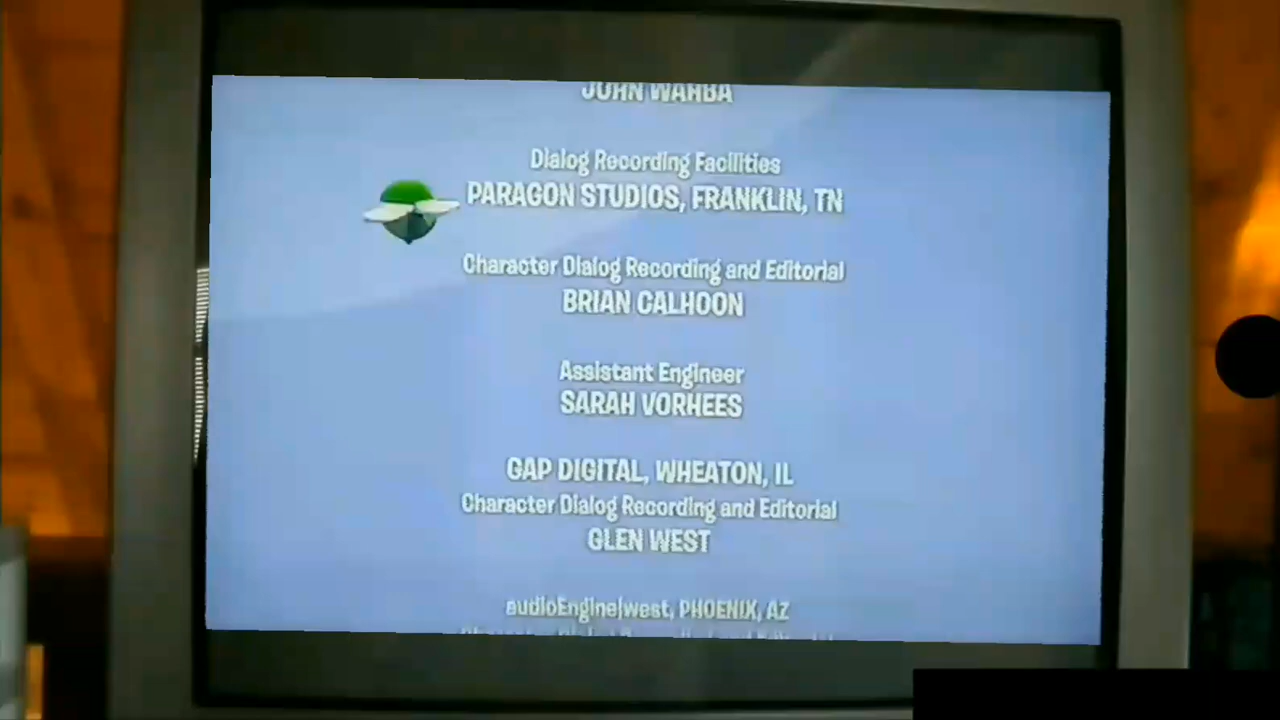 JOHN WARBA
Dialog Recording Facilities
PARAGON STUDIOS, FRANKLIN, TN
Character Dialog Recording and Editorial
BRIAN CALHOON
Assistant Engineer
SARAH VORHEES
GAP DIGITAL, WHEATON, IL
Character Dialog Recording and Editorial
GLEN WEST
audioEngine|west, PHOENIX, AZ